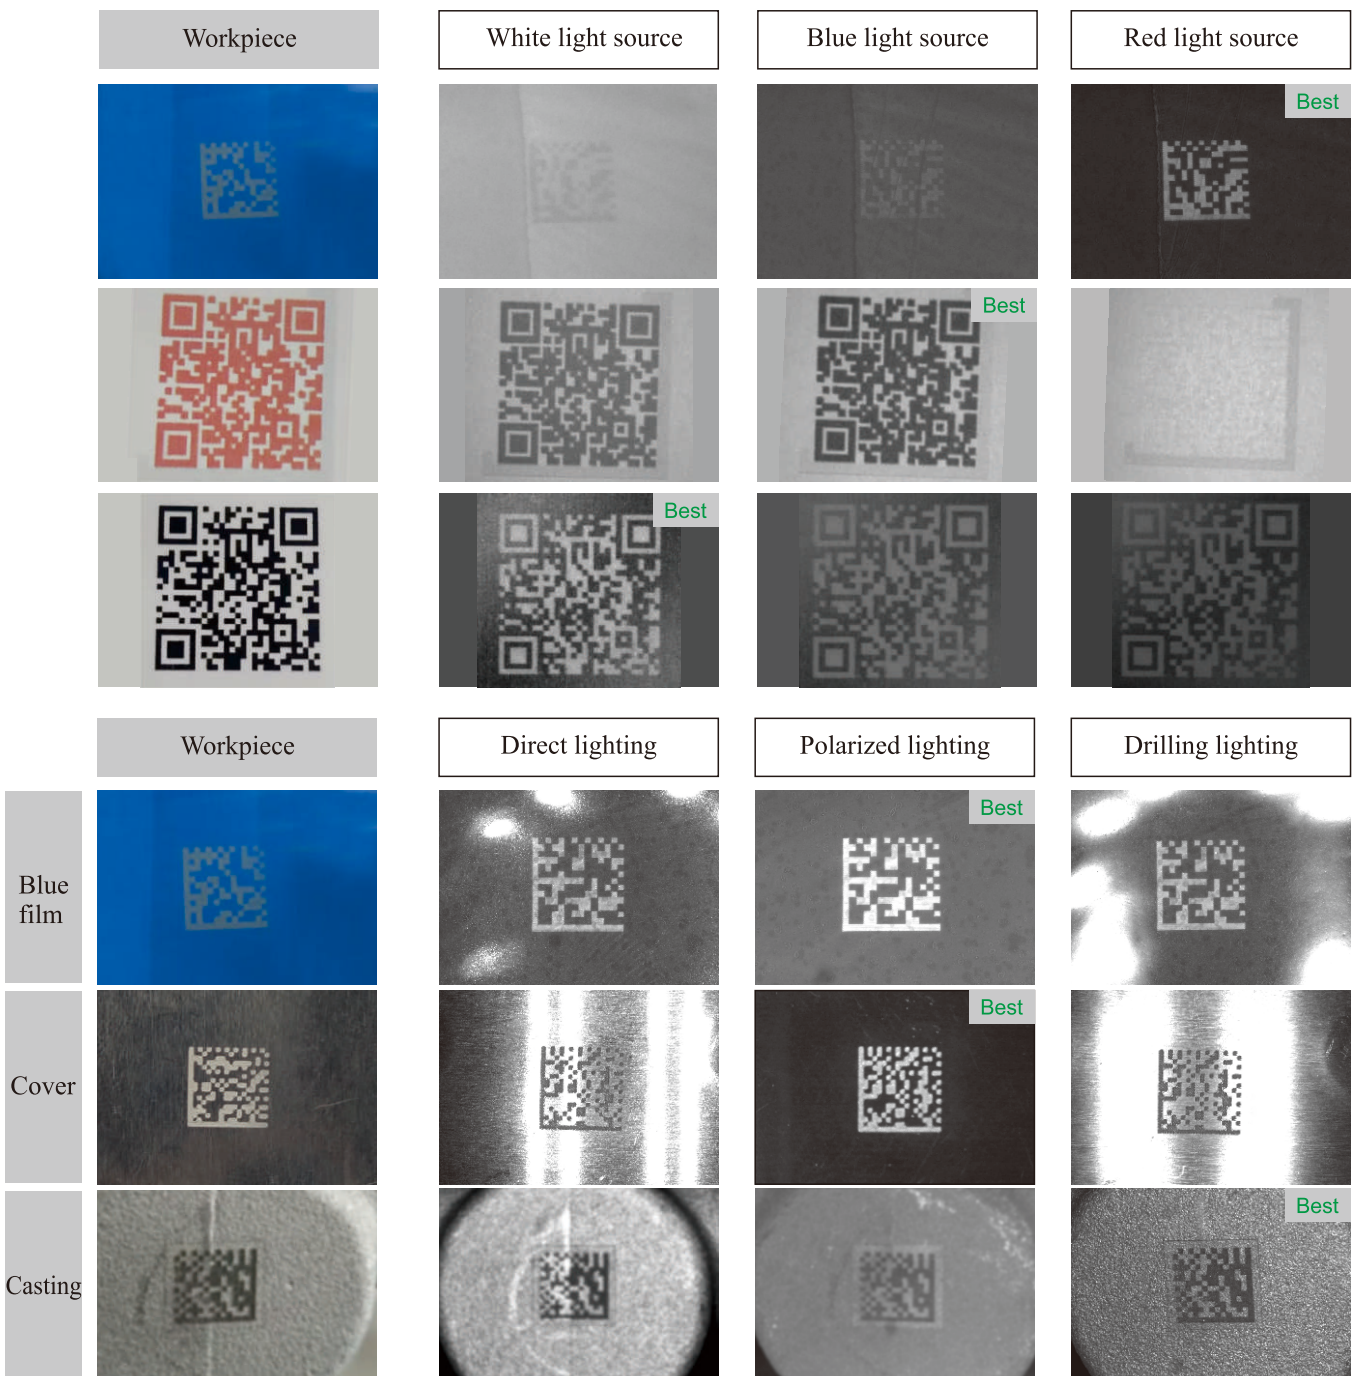 Workpiece
White light source
Blue light source
Red light source
Best
Best
Best
Workpiece
Direct lighting
Polarized lighting
Drilling lighting
Blue
film
Best
Cover
Best
Casting
Best